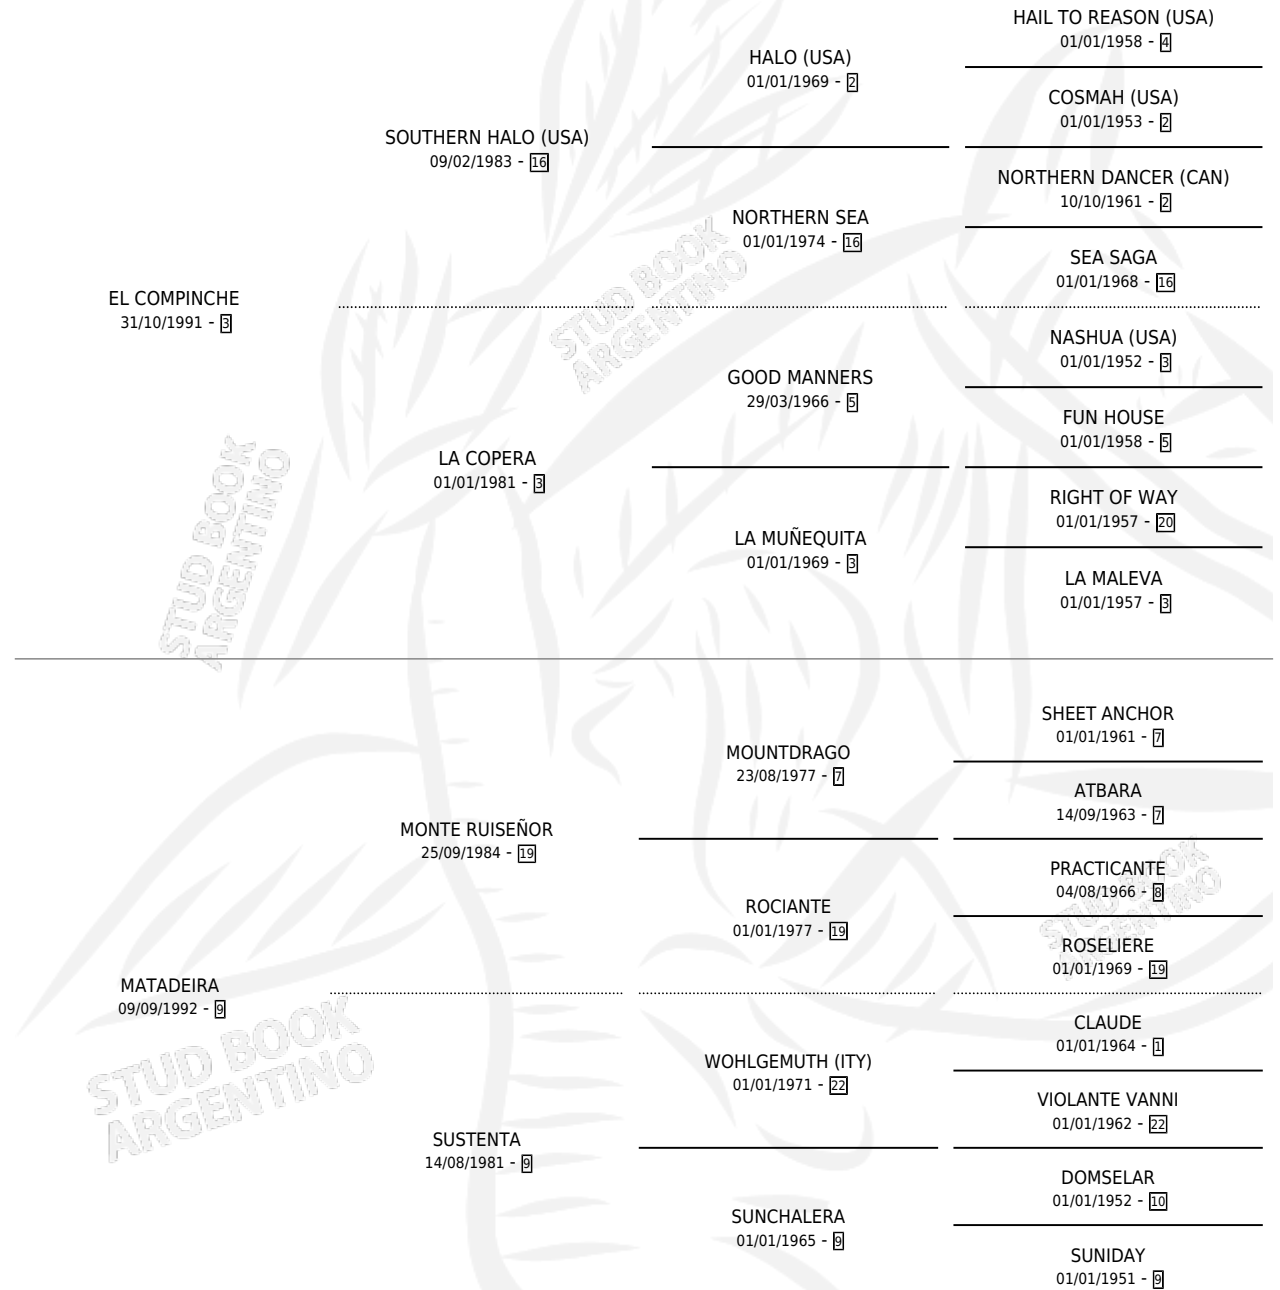 HAIL TO REASON (USA)
01/01/1958 - 4
HALO (USA)
01/01/1969 - 2
COSMAH (USA)
01/01/1953 - 2
SOUTHERN HALO (USA)
09/02/1983 - 16
NORTHERN DANCER (CAN)
10/10/1961 - 2
NORTHERN SEA
01/01/1974 - 16
SEA SAGA
01/01/1968 - 16
EL COMPINCHE
31/10/1991 - 3
NASHUA (USA)
01/01/1952 - 3
GOOD MANNERS
29/03/1966 - 5
FUN HOUSE
01/01/1958 - 5
LA COPERA
01/01/1981 - 3
RIGHT OF WAY
01/01/1957 - 20
LA MUÑEQUITA
01/01/1969 - 3
LA MALEVA
01/01/1957 - 3
SHEET ANCHOR
01/01/1961 - 7
MOUNTDRAGO
23/08/1977 - 7
ATBARA
14/09/1963 - 7
MONTE RUISEÑOR
25/09/1984 - 19
PRACTICANTE
04/08/1966 - 8
ROCIANTE
01/01/1977 - 19
ROSELIERE
01/01/1969 - 19
MATADEIRA
09/09/1992 - 9
CLAUDE
01/01/1964 - 1
WOHLGEMUTH (ITY)
01/01/1971 - 22
VIOLANTE VANNI
01/01/1962 - 22
SUSTENTA
14/08/1981 - 9
DOMSELAR
01/01/1952 - 10
SUNCHALERA
01/01/1965 - 9
SUNIDAY
01/01/1951 - 9
STUD BOOK
ARGENTINO
STUD BOOK
ARGENTINO
STUD BOOK
ARGENTINO
STUD BOOK
ARGENTINO